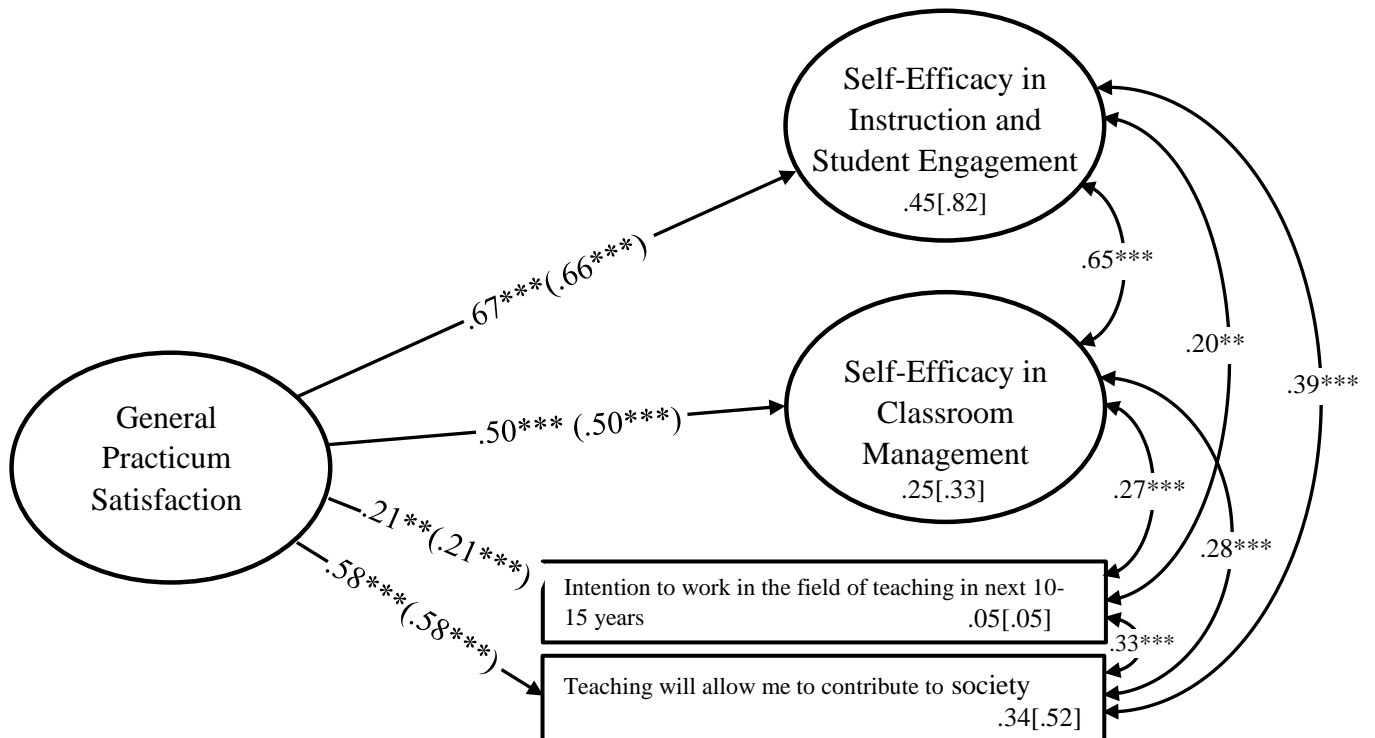 Self-Efficacy in
Instruction and
Student Engagement
.45[.82]
.65***
.67***(.66***)
.20**
.39***
Self-Efficacy in
Classroom
Management
.25[.33]
General
Practicum
Satisfaction
.50*** (.50***)
.27***
.21**(.21***)
.28***
.58***(.58***)
Intention to work in the field of teaching in next 10-
15 years .05[.05]
.33***
Teaching will allow me to contribute to society
.34[.52]